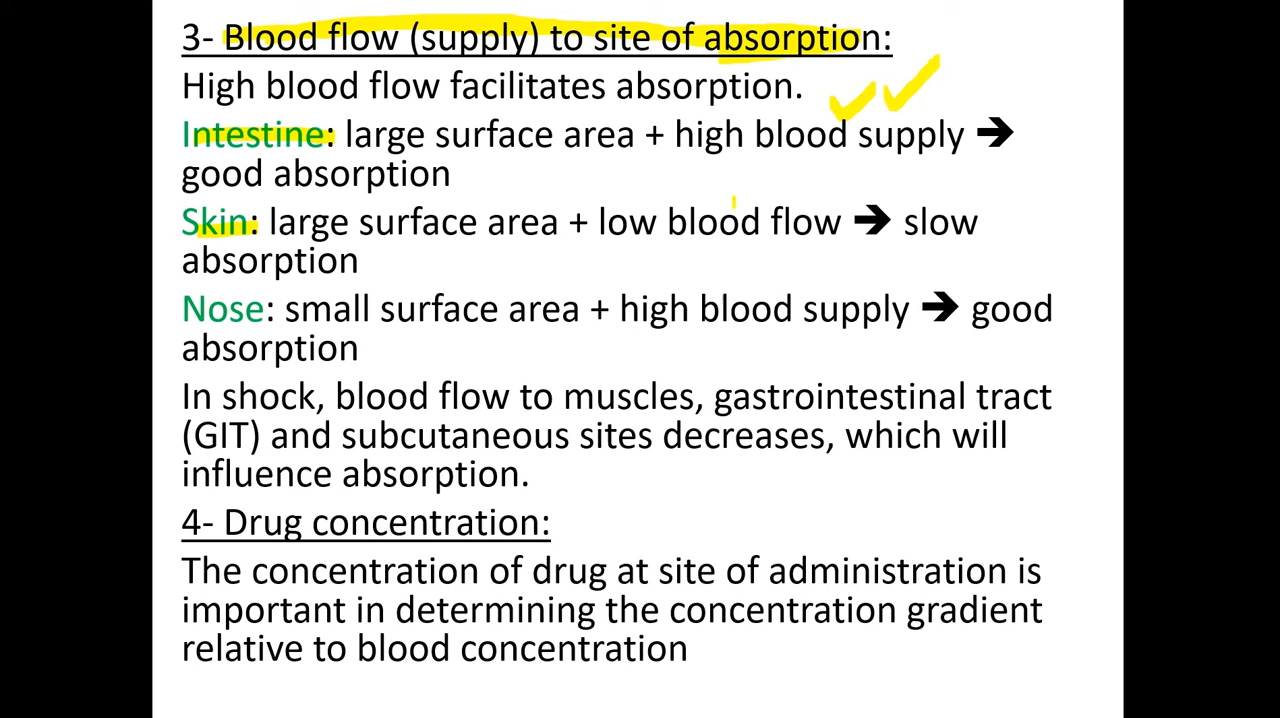 3- Blood flow (supply) to site of absorption:
High blood flow facilitates absorption.
Intestine: large surface area + high blood supply ➔
good absorption
Skin: large surface area + low blood flow ➔ slow
absorption
Nose: small surface area + high blood supply ➔ good
absorption
In shock, blood flow to muscles, gastrointestinal tract
(GIT) and subcutaneous sites decreases, which will
influence absorption.
4- Drug concentration:
The concentration of drug at site of administration is
important in determining the concentration gradient
relative to blood concentration